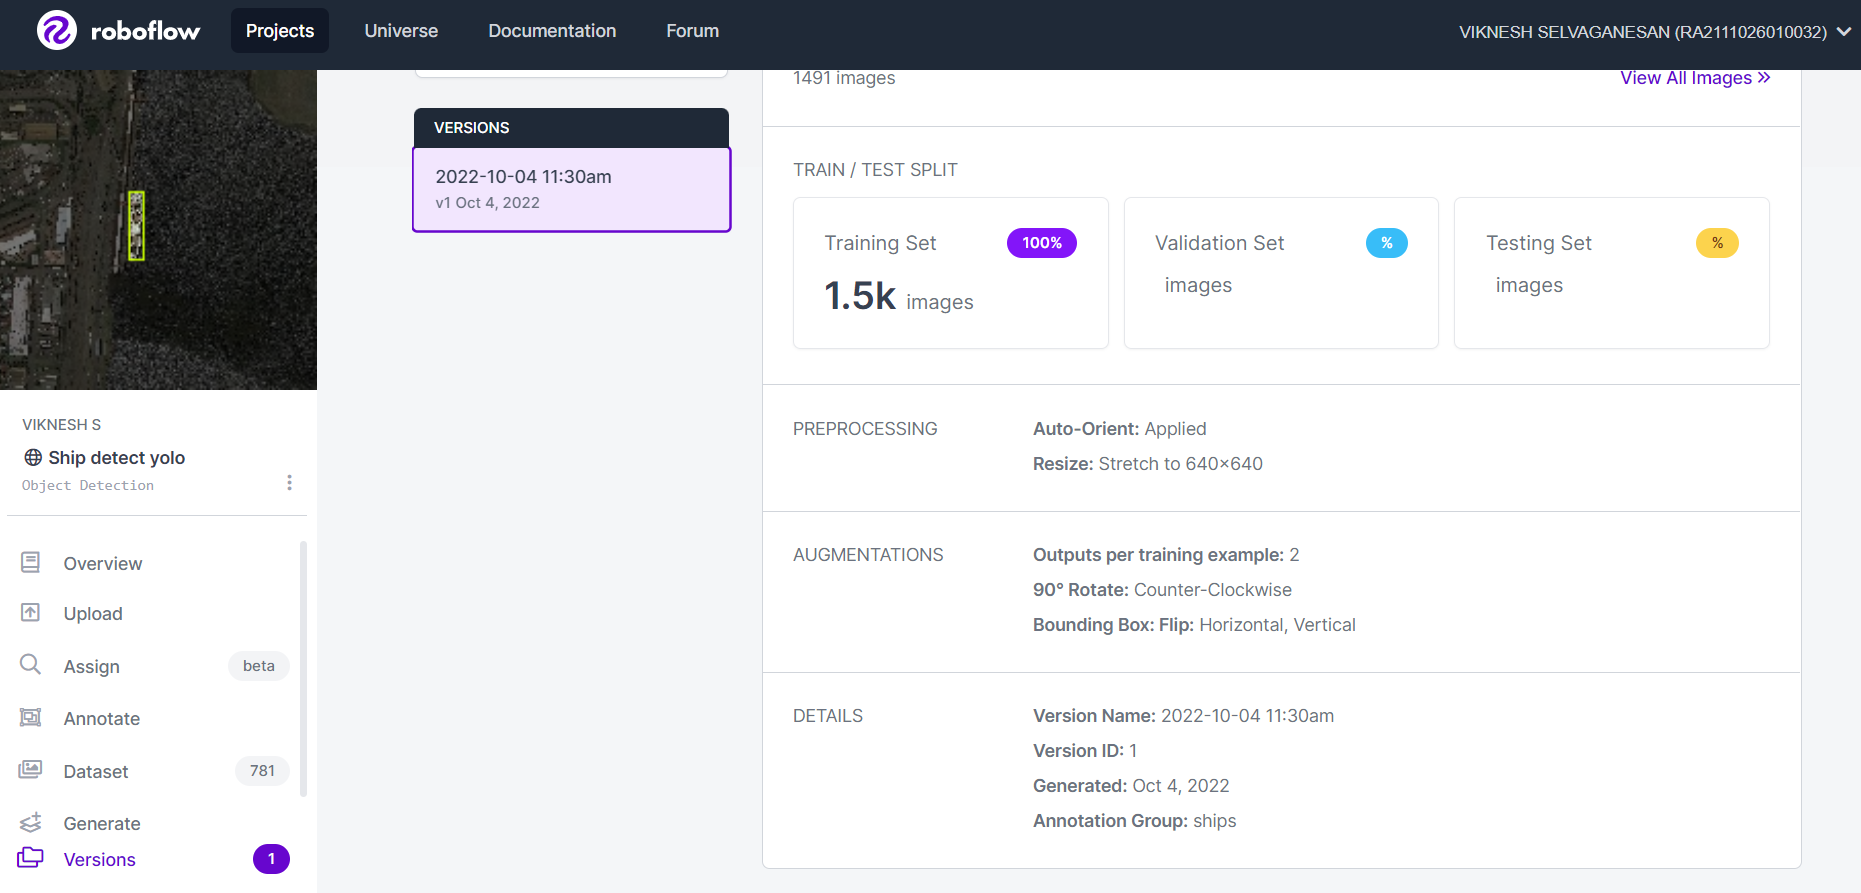 roboflow
Projects
Universe
Documentation
Forum
VIKNESH SELVAGANESAN (RA2111026010032)
VIKNESH S
Ship detect yolo
Object Detection
Overview
Upload
Assign beta
Annotate
Dataset 781
Generate
Versions 1
VERSIONS
2022-10-04 11:30am
v1 Oct 4, 2022
1491 images
View All Images »
TRAIN / TEST SPLIT
Training Set 100%
1.5k images
Validation Set %
images
Testing Set %
images
PREPROCESSING
Auto-Orient: Applied
Resize: Stretch to 640×640
AUGMENTATIONS
Outputs per training example: 2
90° Rotate: Counter-Clockwise
Bounding Box: Flip: Horizontal, Vertical
DETAILS
Version Name: 2022-10-04 11:30am
Version ID: 1
Generated: Oct 4, 2022
Annotation Group: ships